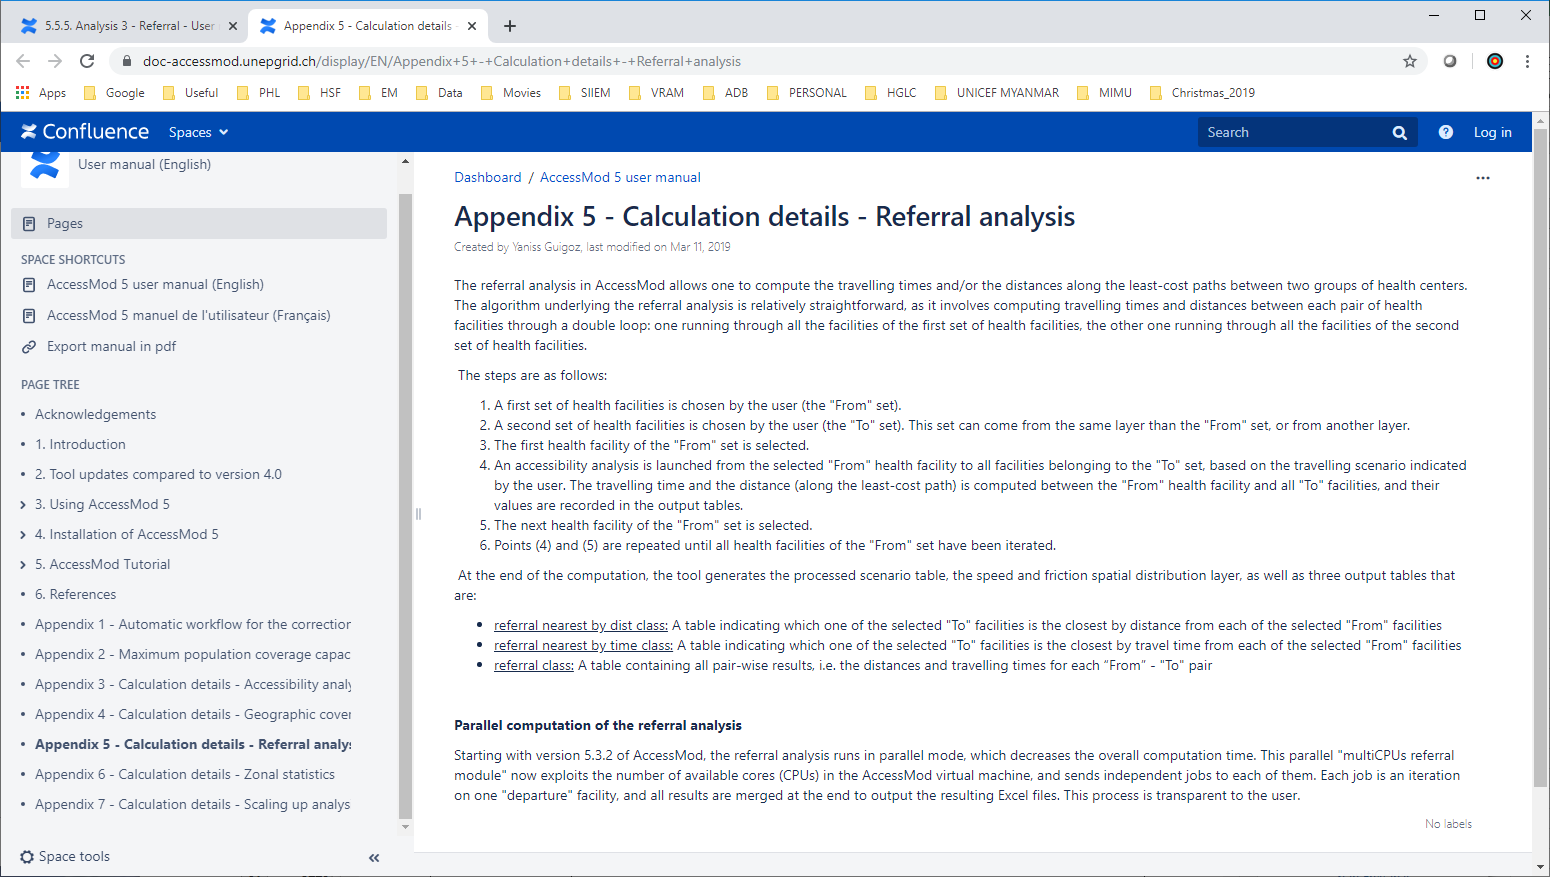 5.5.5. Analysis 3 - Referral - User
Appendix 5 - Calculation details -
doc-accessmod.unepgrid.ch/display/EN/Appendix+5+-+Calculation+details+-+Referral+analysis
Apps Google Useful PHL HSF EM Data Movies SIIEM VRAM ADB PERSONAL HGLC UNICEF MYANMAR MIMU Christmas_2019
Confluence Spaces Search Log in
User manual (English)
Pages
SPACE SHORTCUTS
AccessMod 5 user manual (English)
AccessMod 5 manuel de l'utilisateur (Français)
Export manual in pdf
PAGE TREE
• Acknowledgements
• 1. Introduction
• 2. Tool updates compared to version 4.0
3. Using AccessMod 5
4. Installation of AccessMod 5
5. AccessMod Tutorial
• 6. References
• Appendix 1 - Automatic workflow for the correction
• Appendix 2 - Maximum population coverage capac
• Appendix 3 - Calculation details - Accessibility analy
• Appendix 4 - Calculation details - Geographic cover
• Appendix 5 - Calculation details - Referral analys
• Appendix 6 - Calculation details - Zonal statistics
• Appendix 7 - Calculation details - Scaling up analys
Space tools
Dashboard / AccessMod 5 user manual
Appendix 5 - Calculation details - Referral analysis
Created by Yaniss Guigoz, last modified on Mar 11, 2019
The referral analysis in AccessMod allows one to compute the travelling times and/or the distances along the least-cost paths between two groups of health centers.
The algorithm underlying the referral analysis is relatively straightforward, as it involves computing travelling times and distances between each pair of health
facilities through a double loop: one running through all the facilities of the first set of health facilities, the other one running through all the facilities of the second
set of health facilities.
The steps are as follows:
1. A first set of health facilities is chosen by the user (the "From" set).
2. A second set of health facilities is chosen by the user (the "To" set). This set can come from the same layer than the "From" set, or from another layer.
3. The first health facility of the "From" set is selected.
4. An accessibility analysis is launched from the selected "From" health facility to all facilities belonging to the "To" set, based on the travelling scenario indicated
by the user. The travelling time and the distance (along the least-cost path) is computed between the "From" health facility and all "To" facilities, and their
values are recorded in the output tables.
5. The next health facility of the "From" set is selected.
6. Points (4) and (5) are repeated until all health facilities of the "From" set have been iterated.
At the end of the computation, the tool generates the processed scenario table, the speed and friction spatial distribution layer, as well as three output tables that
are:
• referral nearest by dist class: A table indicating which one of the selected "To" facilities is the closest by distance from each of the selected "From" facilities
• referral nearest by time class: A table indicating which one of the selected "To" facilities is the closest by travel time from each of the selected "From" facilities
• referral class: A table containing all pair-wise results, i.e. the distances and travelling times for each "From" - "To" pair
Parallel computation of the referral analysis
Starting with version 5.3.2 of AccessMod, the referral analysis runs in parallel mode, which decreases the overall computation time. This parallel "multiCPUs referral
module" now exploits the number of available cores (CPUs) in the AccessMod virtual machine, and sends independent jobs to each of them. Each job is an iteration
on one "departure" facility, and all results are merged at the end to output the resulting Excel files. This process is transparent to the user.
No labels